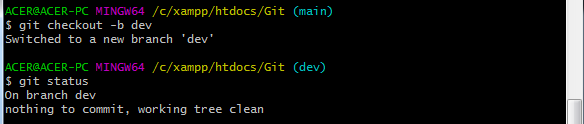 ACER@ACER-PC MINGW64 /c/xampp/htdocs/Git (main)
$ git checkout -b dev
Switched to a new branch 'dev'
ACER@ACER-PC MINGW64 /c/xampp/htdocs/Git (dev)
$ git status
On branch dev
nothing to commit, working tree clean